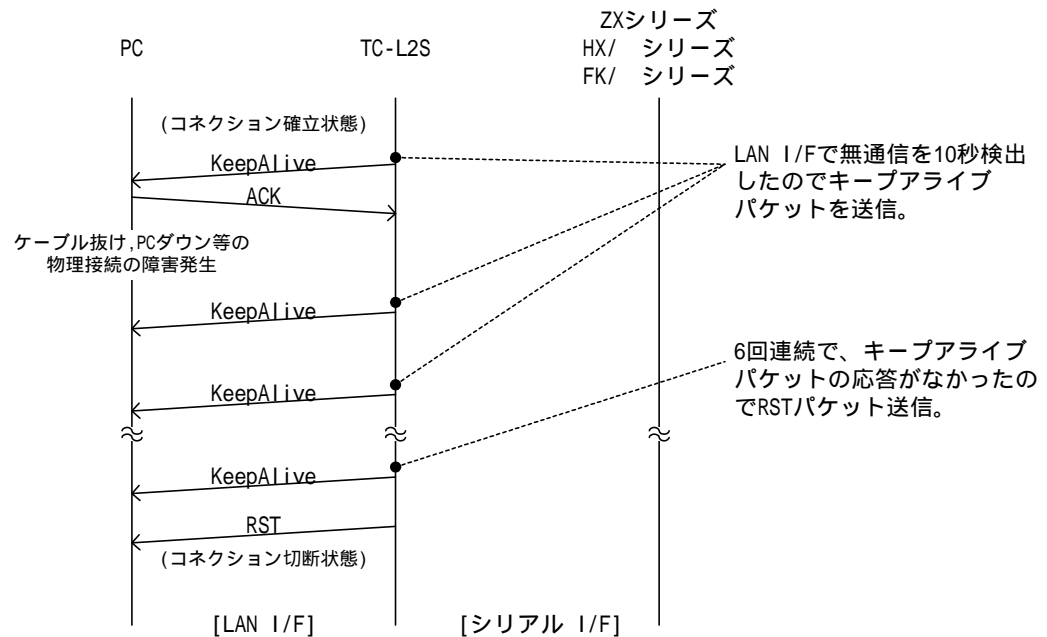 ZXシリーズ
PC
TC-L2S
HX/ シリーズ
FK/ シリーズ
(コネクション確立状態)
KeepAlive
ACK
LAN I/Fで無通信を10秒検出
したのでキープアライブ
パケットを送信。
ケーブル抜け,PCダウン等の
物理接続の障害発生
KeepAlive
KeepAlive
6回連続で、キープアライブ
パケットの応答がなかったの
でRSTパケット送信。
KeepAlive
RST
(コネクション切断状態)
[LAN I/F]
[シリアル I/F]